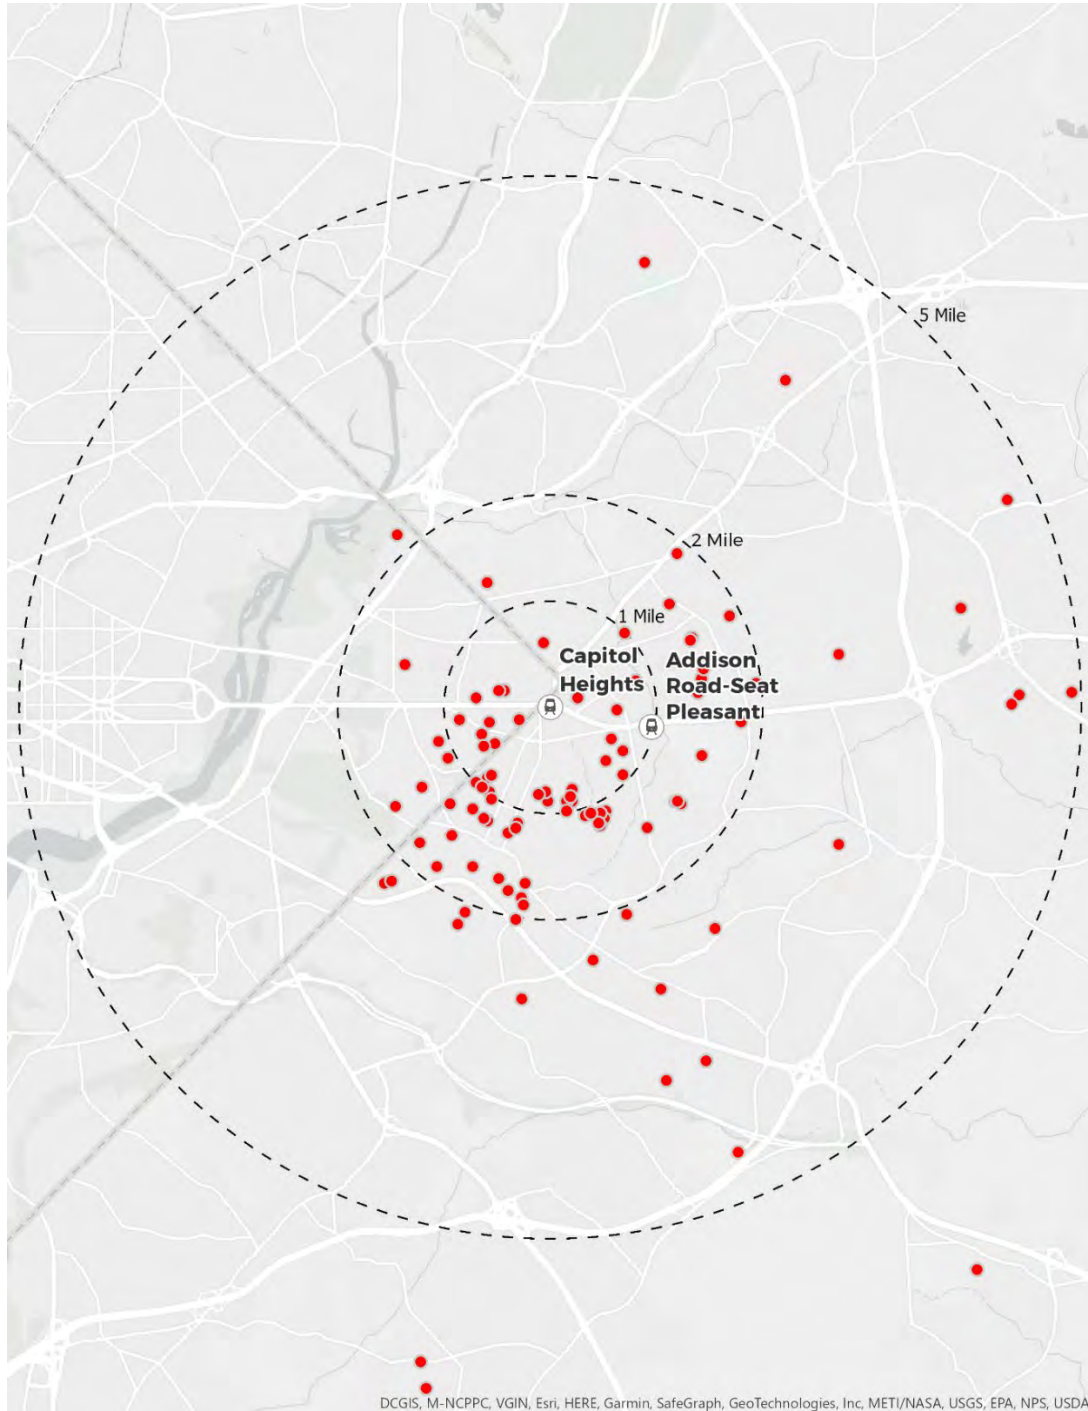 5 Mile
2 Mile
1 Mile
Capitol
Heights
Addison
Road-Seat
Pleasant
DCGIS, M-NCPPC, VGIN, Esri, HERE, Garmin, SafeGraph, GeoTechnologies, Inc, METI/NASA, USGS, EPA, NPS, USDA